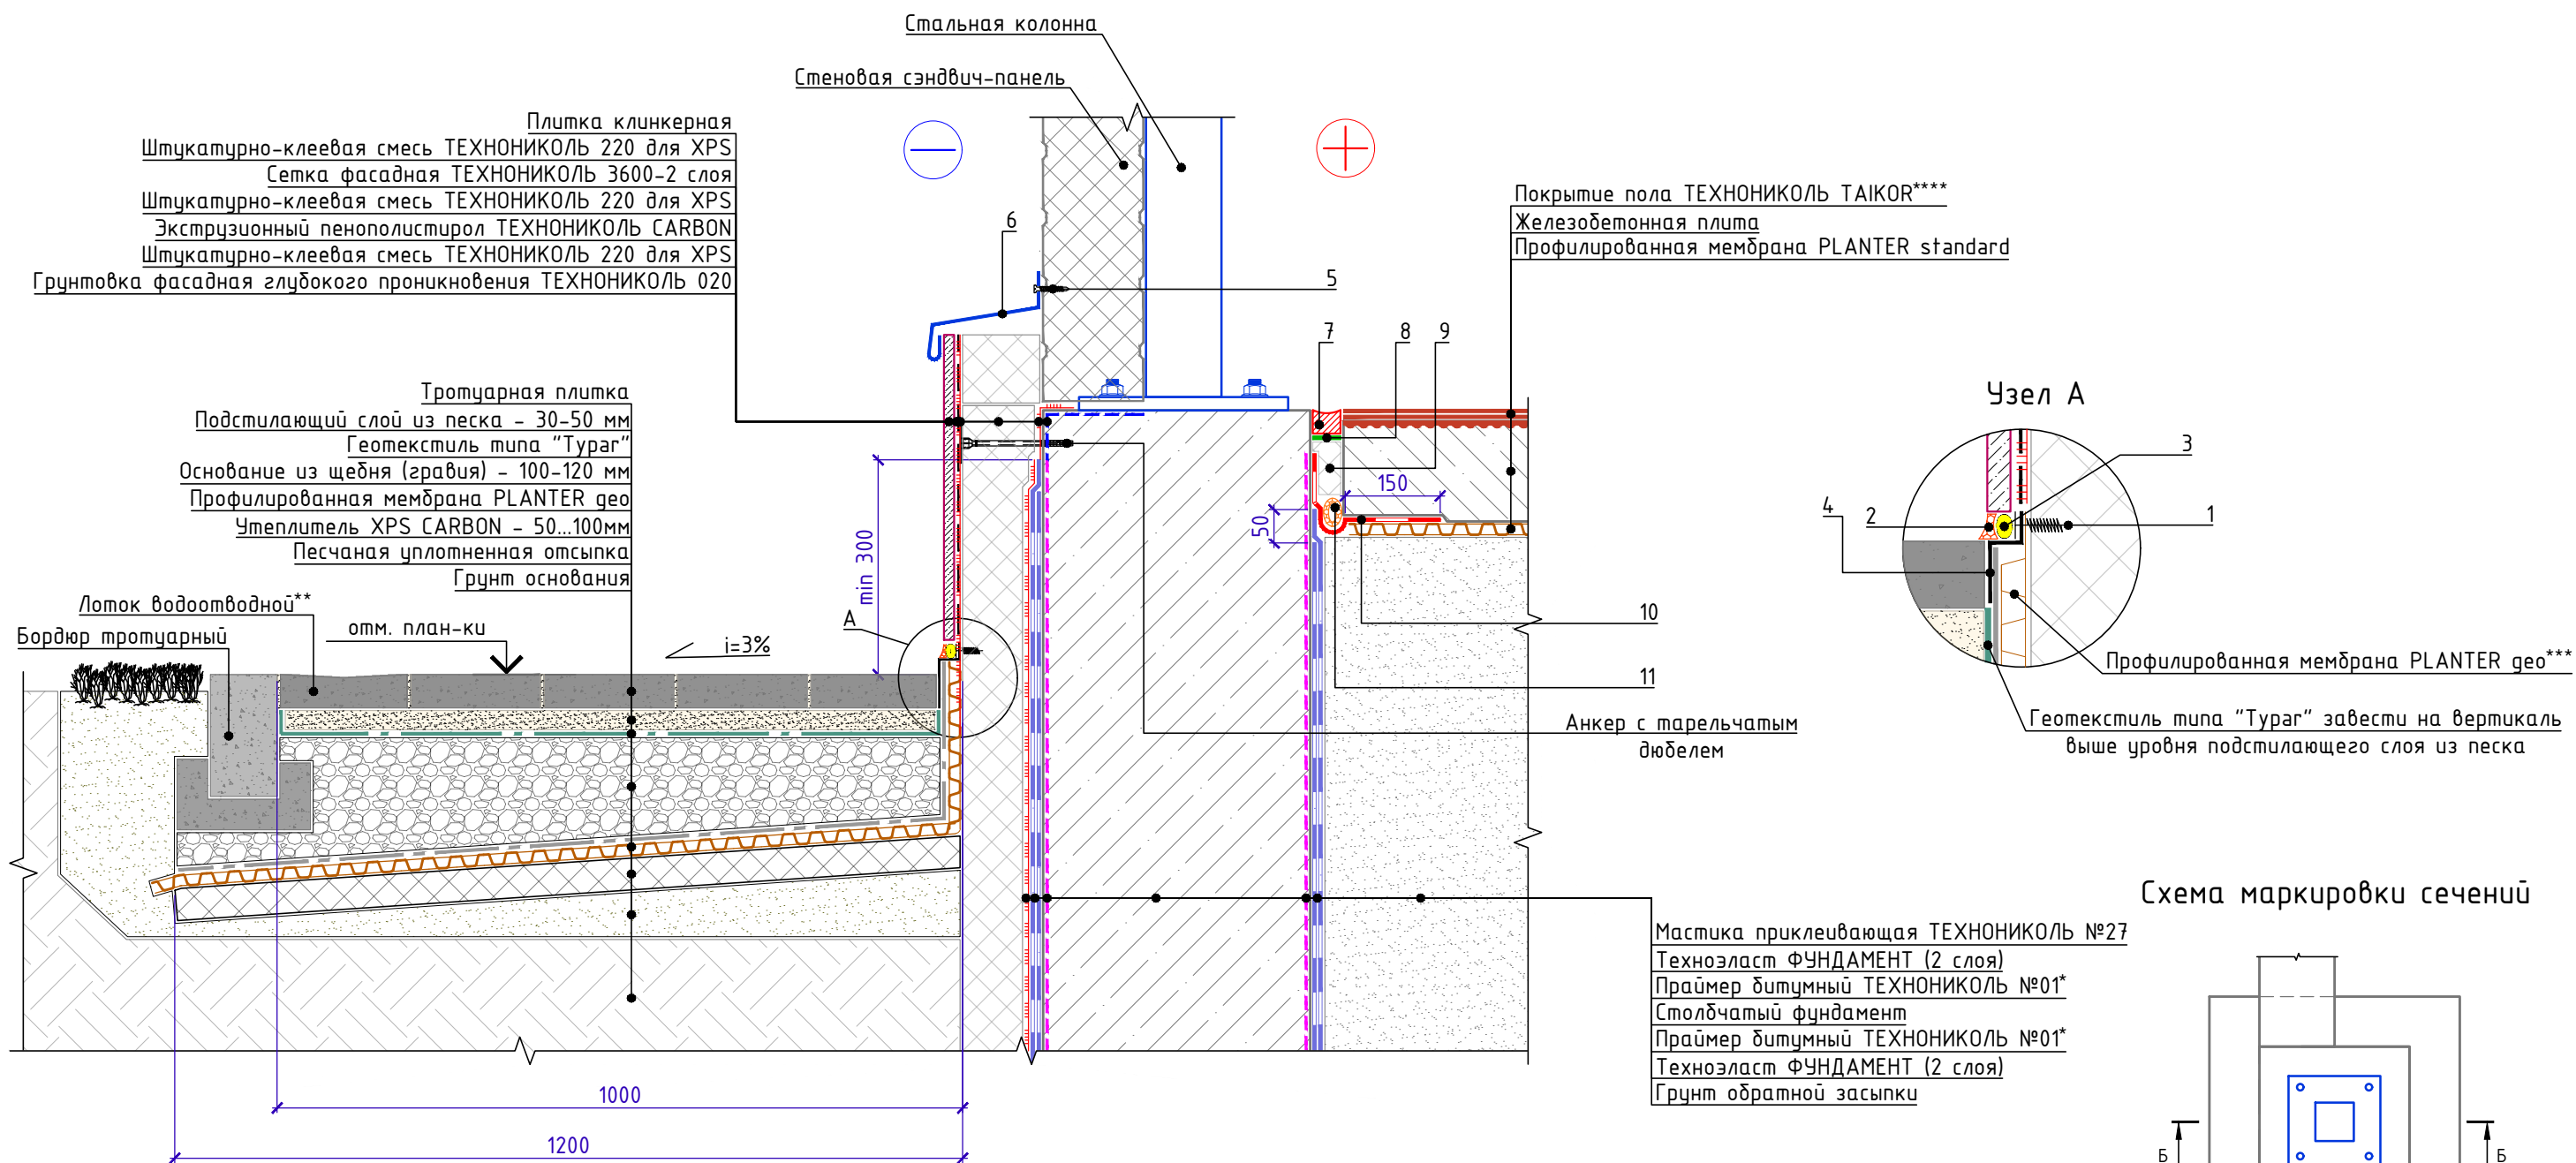 Стальная колонна
Стеновая сэндвич-панель
Плитка клинкерная
Штукатурно-клеевая смесь ТЕХНОНИКОЛЬ 220 для XPS
Сетка фасадная ТЕХНОНИКОЛЬ 3600-2 слоя
Штукатурно-клеевая смесь ТЕХНОНИКОЛЬ 220 для XPS
Экструзионный пенополистирол ТЕХНОНИКОЛЬ CARBON
Штукатурно-клеевая смесь ТЕХНОНИКОЛЬ 220 для XPS
Грунтовка фасадная глубокого проникновения ТЕХНОНИКОЛЬ 020
6
5
7
8
9
Покрытие пола ТЕХНОНИКОЛЬ TAIKOR****
Железобетонная плита
Профилированная мембрана PLANTER standard
Тротуарная плитка
Подстилающий слой из песка - 30-50 мм
Геотекстиль типа "Typar"
Основание из щебня (гравия) - 100-120 мм
Профилированная мембрана PLANTER geo
Утеплитель XPS CARBON - 50...100мм
Песчаная уплотненная отсыпка
Грунт основания
Лоток водоотводной**
Бордюр тротуарный
отм. план-ки
i=3%
А
min 300
150
50
10
11
Анкер с тарельчатым
дюбелем
Узел А
3
4
2
1
Профилированная мембрана PLANTER geo***
Геотекстиль типа "Typar" завести на вертикаль
выше уровня подстилающего слоя из песка
Мастика приклеивающая ТЕХНОНИКОЛЬ №27
Техноэласт ФУНДАМЕНТ (2 слоя)
Праймер битумный ТЕХНОНИКОЛЬ №01*
Столбчатый фундамент
Праймер битумный ТЕХНОНИКОЛЬ №01*
Техноэласт ФУНДАМЕНТ (2 слоя)
Грунт обратной засыпки
1000
1200
Схема маркировки сечений
Б
Б